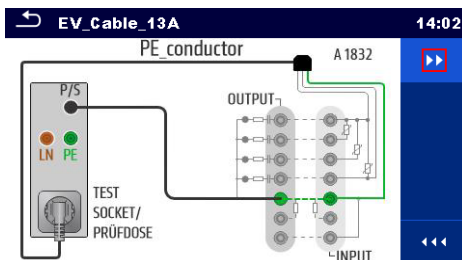 EV_Cable_13A
14:02
PE_conductor
A 1832
P/S
OUTPUT
LN PE
TEST
SOCKET/
PRÜFDOSE
INPUT